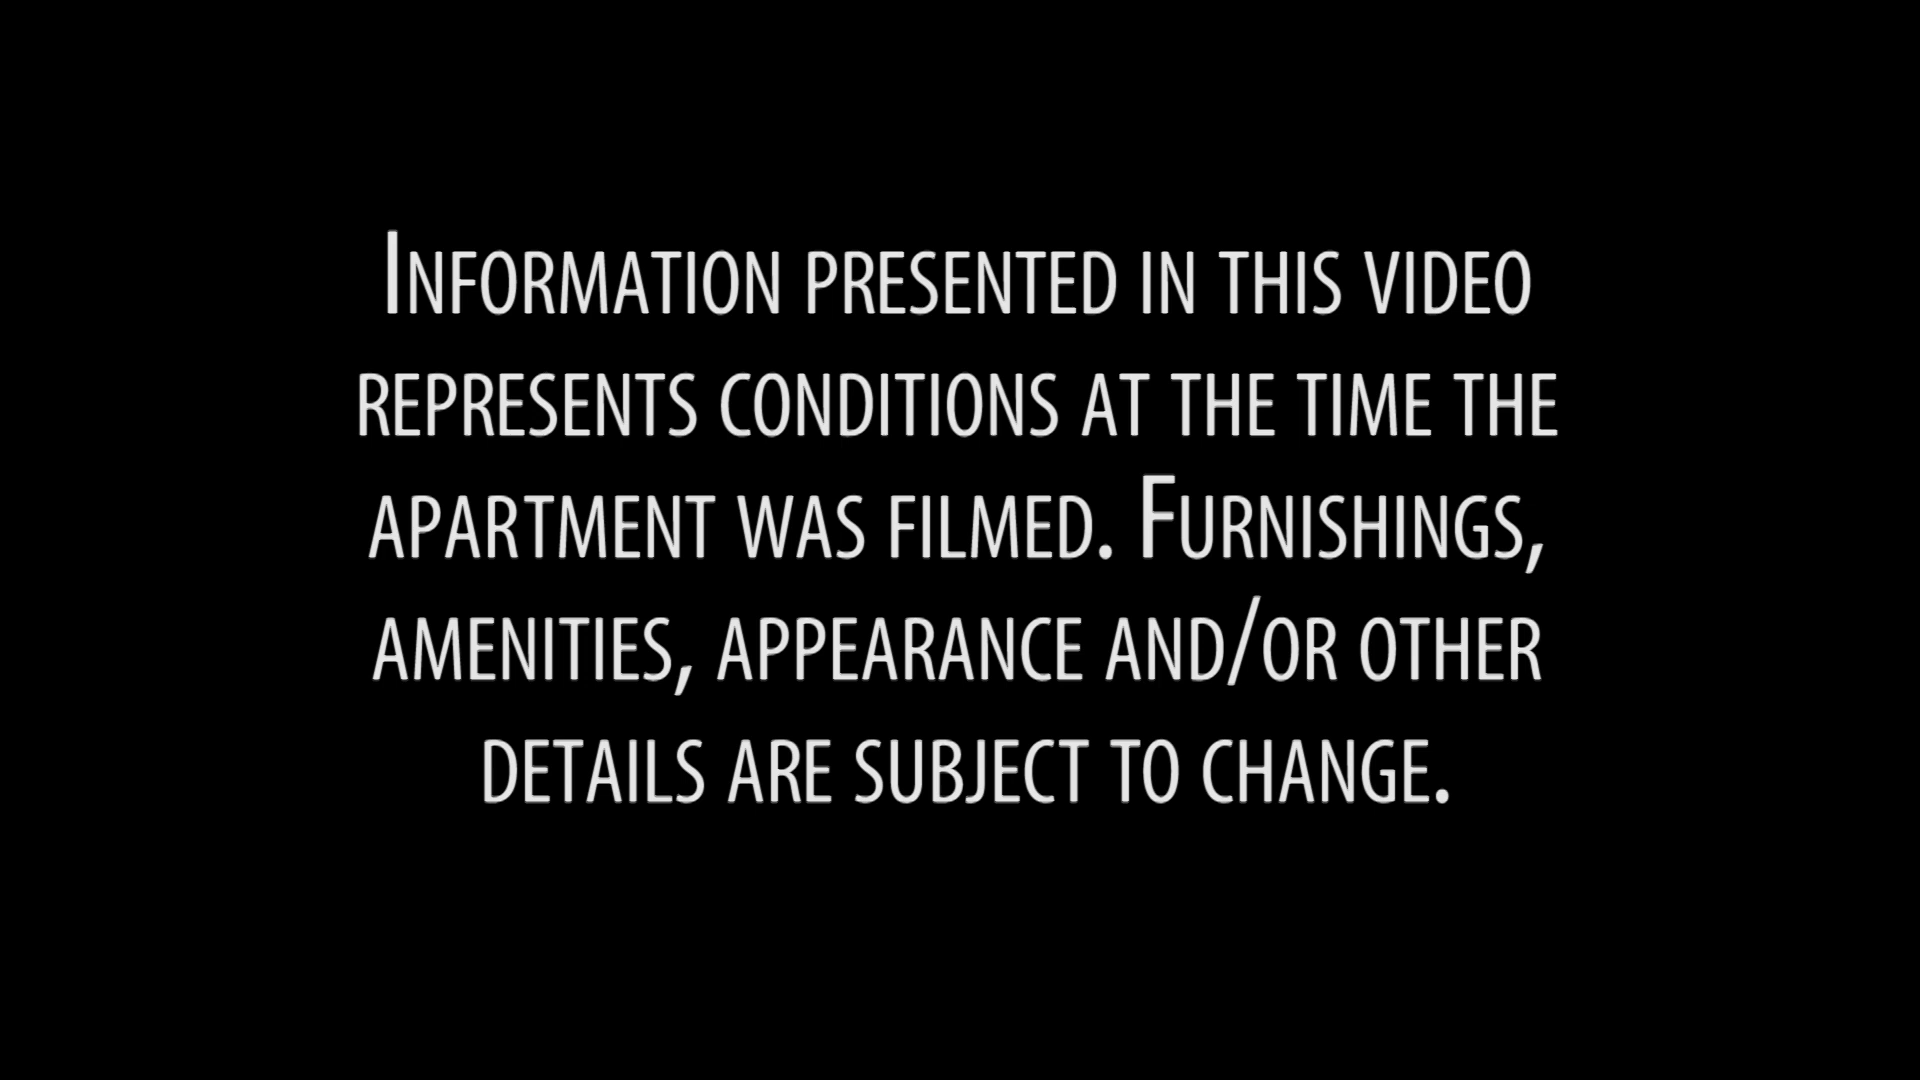 Information presented in this video
represents conditions at the time the
apartment was filmed. Furnishings,
amenities, appearance and/or other
details are subject to change.